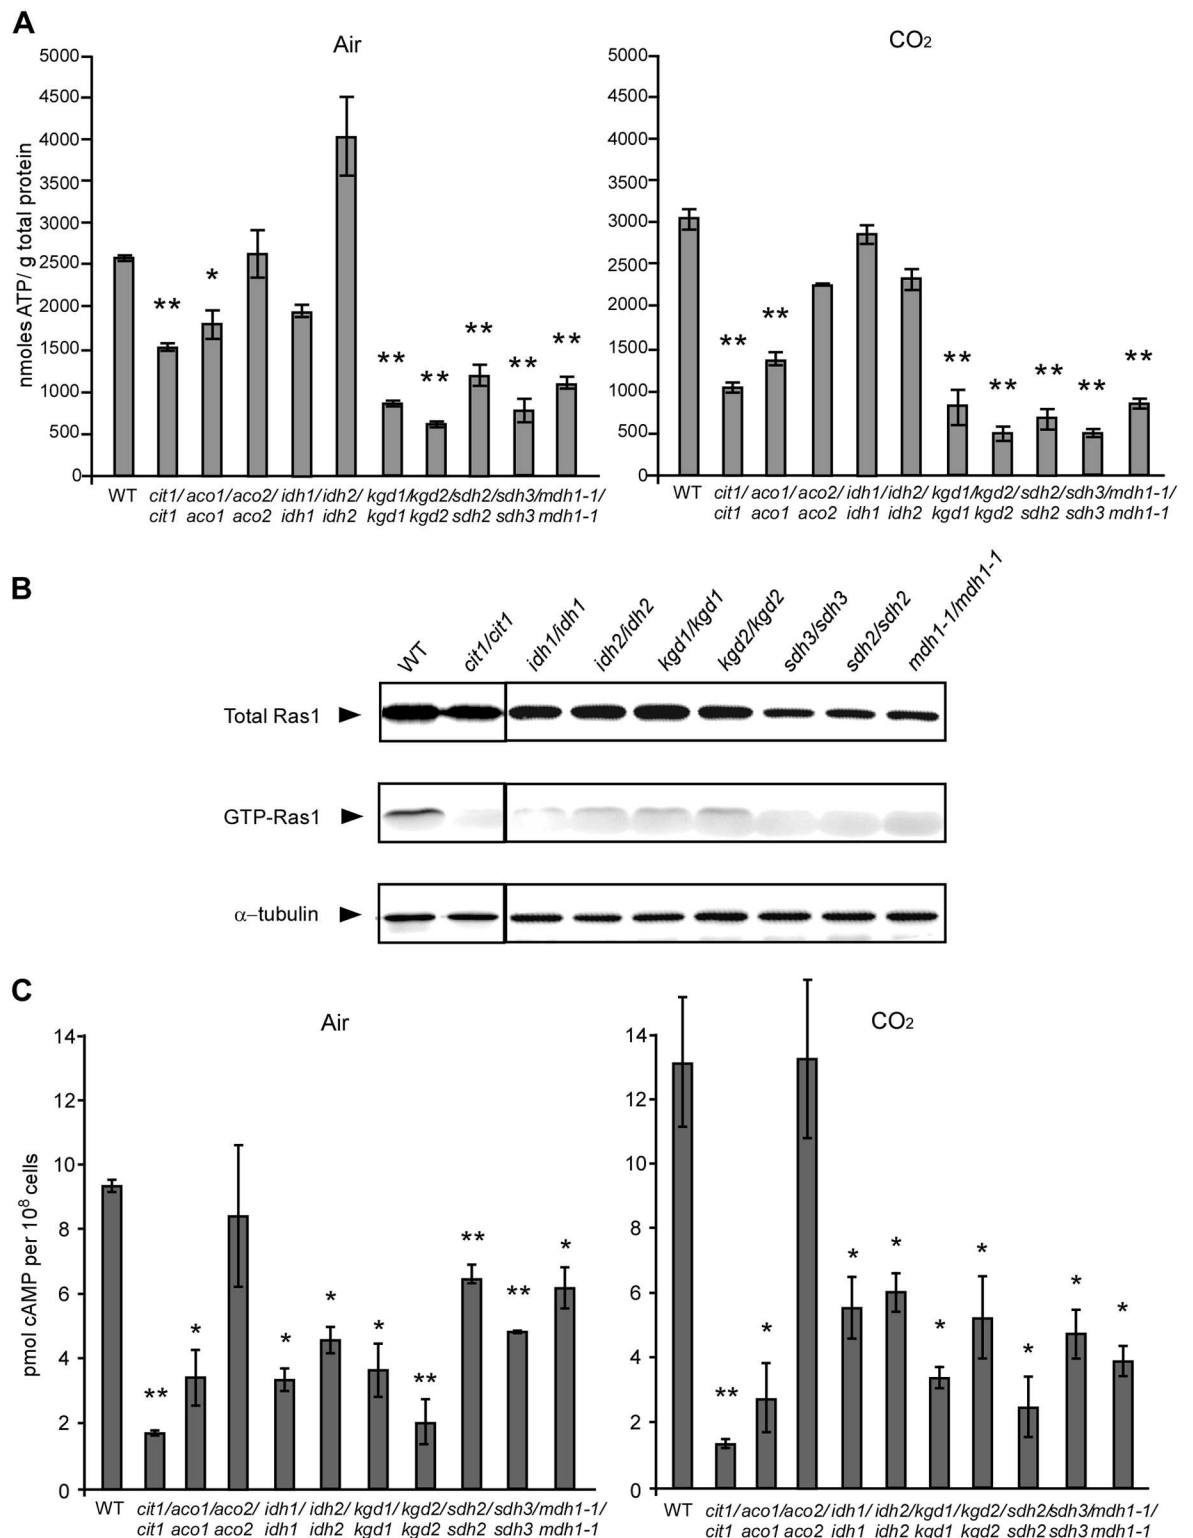 A
Air
CO2
nmoles ATP/ g total protein
5000
4500
4000
3500
3000
2500
2000
1500
1000
500
0
**
*
**
**
**
**
**
WT
cit1/ aco1/ aco2/ idh1/ idh2/ kgd1/ kgd2/ sdh2/ sdh3/ mdh1-1/
cit1 aco1 aco2 idh1 idh2 kgd1 kgd2 sdh2 sdh3 mdh1-1
5000
4500
4000
3500
3000
2500
2000
1500
1000
500
0
**
**
**
**
**
**
**
WT
cit1/ aco1/ aco2/ idh1/ idh2/ kgd1/ kgd2/ sdh2/ sdh3/ mdh1-1/
cit1 aco1 aco2 idh1 idh2 kgd1 kgd2 sdh2 sdh3 mdh1-1
B
WT
cit1/cit1
idh1/idh1
idh2/idh2
kgd1/kgd1
kgd2/kgd2
sdh3/sdh3
sdh2/sdh2
mdh1-1/mdh1-1
Total Ras1
GTP-Ras1
α−tubulin
C
Air
CO2
pmol cAMP per 10⁸ cells
14
12
10
8
6
4
2
0
**
*
*
*
*
**
**
**
*
WT
cit1/ aco1/ aco2/ idh1/ idh2/ kgd1/ kgd2/ sdh2/ sdh3/ mdh1-1/
cit1 aco1 aco2 idh1 idh2 kgd1 kgd2 sdh2 sdh3 mdh1-1
14
12
10
8
6
4
2
0
**
*
*
*
*
*
*
*
*
WT
cit1/ aco1/ aco2/ idh1/ idh2/ kgd1/ kgd2/ sdh2/ sdh3/ mdh1-1/
cit1 aco1 aco2 idh1 idh2 kgd1 kgd2 sdh2 sdh3 mdh1-1